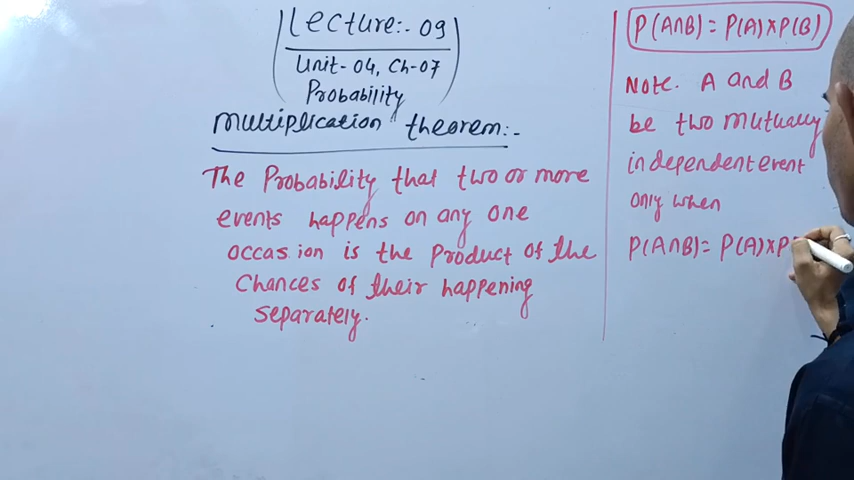 Lecture:- 09
Unit-04, Ch-07
Probability
Multiplication theorem:-
The Probability that two or more
events happens on any one
occasion is the Product of the
Chances of their happening
separately.
P(A∩B) = P(A)×P(B)
Note. A and B
be two mutually
independent event
only when
P(A∩B)= P(A)×P